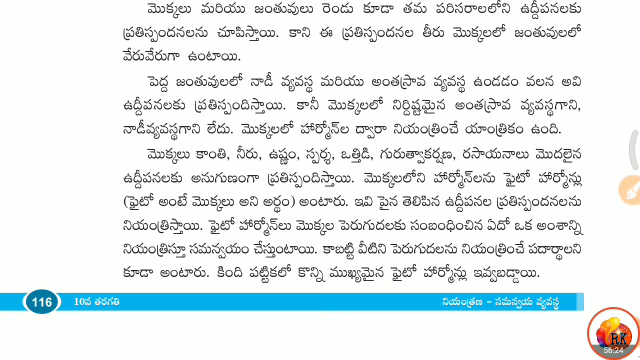 మొక్కలు మరియు జంతువులు రెండు కూడా తమ పరిసరాలలోని ఉద్దీపనలకు
ప్రతిస్పందనలను చూపిస్తాయి. కాని ఈ ప్రతిస్పందనల తీరు మొక్కలలో జంతువులలో
వేరువేరుగా ఉంటాయి.
పెద్ద జంతువులలో నాడీ వ్యవస్థ మరియు అంతస్రావ వ్యవస్థ ఉండడం వలన అవి
ఉద్దీపనలకు ప్రతిస్పందిస్తాయి. కానీ మొక్కలలో నిర్దిష్టమైన అంతస్రావ వ్యవస్థగాని,
నాడీవ్యవస్థగాని లేదు. మొక్కలలో హార్మోన్‌ల ద్వారా నియంత్రించే యాంత్రికం ఉంది.
మొక్కలు కాంతి, నీరు, ఉష్ణం, స్పర్శ, ఒత్తిడి, గురుత్వాకర్షణ, రసాయనాలు మొదలైన
ఉద్దీపనలకు అనుగుణంగా ప్రతిస్పందిస్తాయి. మొక్కలలోని హార్మోన్‌లను ఫైటో హార్మోన్లు
(ఫైటో అంటే మొక్కలు అని అర్థం) అంటారు. ఇవి పైన తెలిపిన ఉద్దీపనల ప్రతిస్పందనలను
నియంత్రిస్తాయి. ఫైటో హార్మోన్‌లు మొక్కల పెరుగుదలకు సంబంధించిన ఏదో ఒక అంశాన్ని
నియంత్రిస్తూ సమన్వయం చేస్తుంటాయి. కాబట్టి వీటిని పెరుగుదలను నియంత్రించే పదార్థాలని
కూడా అంటారు. కింది పట్టికలో కొన్ని ముఖ్యమైన ఫైటో హార్మోన్లు ఇవ్వబడ్డాయి.
116 10వ తరగతి నియంత్రణ - సమన్వయ వ్యవస్థ
RK
56:24